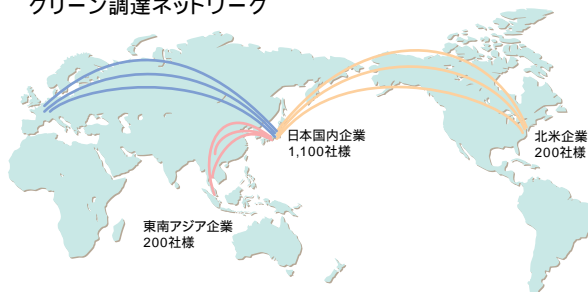 グリーン調達ネットワーク
日本国内企業
1,100社様
北米企業
200社様
東南アジア企業
200社様